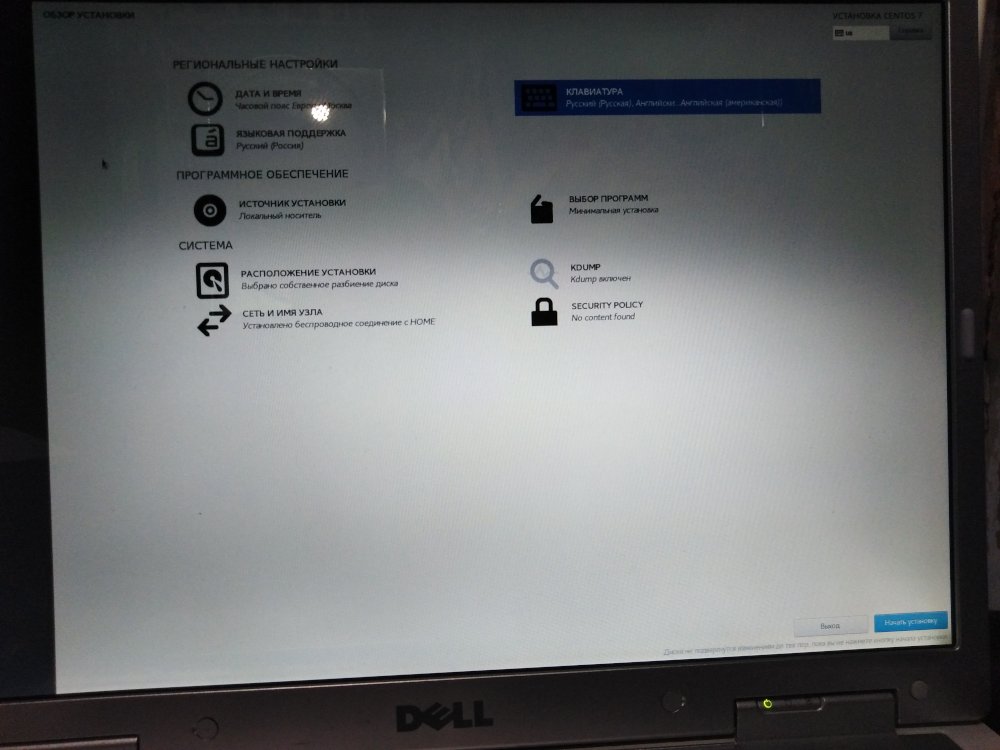 ОБЗОР УСТАНОВКИ
УСТАНОВКА CENTOS 7
us
Справка
РЕГИОНАЛЬНЫЕ НАСТРОЙКИ
ДАТА И ВРЕМЯ
Часовой пояс Европа/Москва
КЛАВИАТУРА
Русский (Русская), Английски...Английская (американская))
ЯЗЫКОВАЯ ПОДДЕРЖКА
Русский (Россия)
ПРОГРАММНОЕ ОБЕСПЕЧЕНИЕ
ИСТОЧНИК УСТАНОВКИ
Локальный носитель
ВЫБОР ПРОГРАММ
Минимальная установка
СИСТЕМА
РАСПОЛОЖЕНИЕ УСТАНОВКИ
Выбрано собственное разбиение диска
KDUMP
Kdump включен
СЕТЬ И ИМЯ УЗЛА
Установлено беспроводное соединение с HOME
SECURITY POLICY
No content found
Выход
Начать установку
Диски не подвергнутся изменениям до тех пор, пока вы не нажмете кнопку начала установки.
DELL